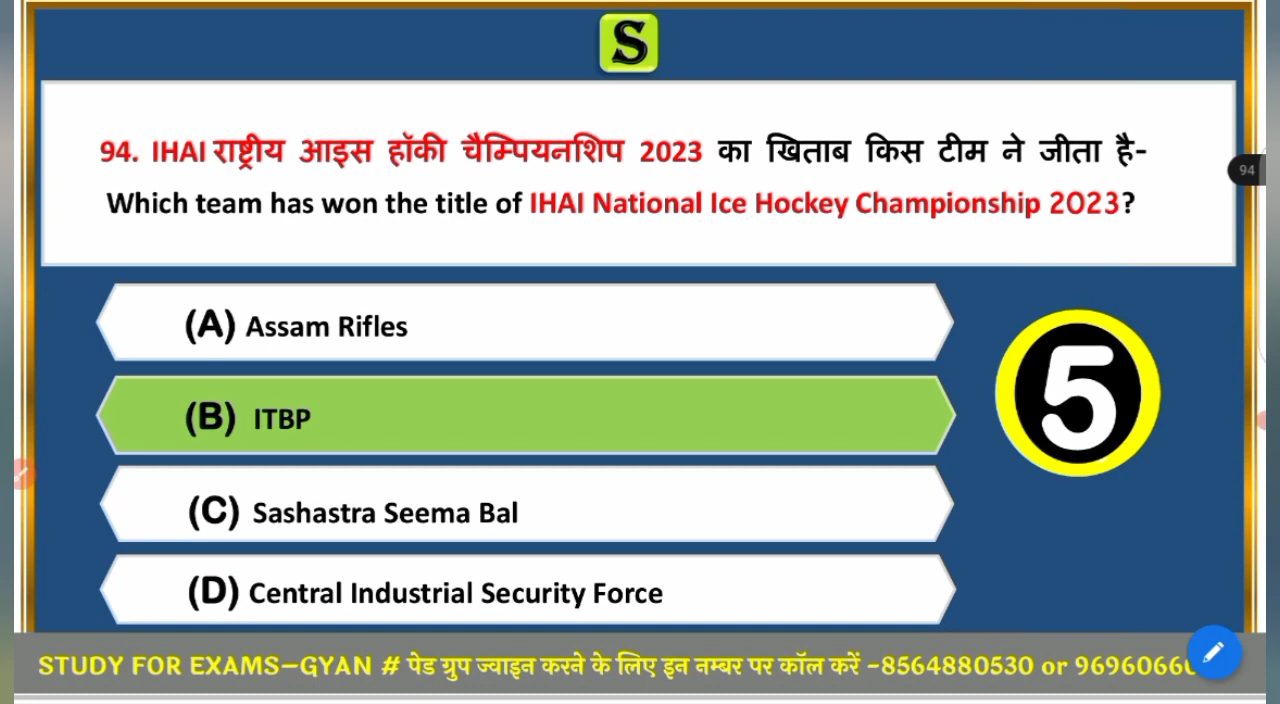 S
94. IHAI राष्ट्रीय आइस हॉकी चैम्पियनशिप 2023 का खिताब किस टीम ने जीता है-
94
Which team has won the title of IHAI National Ice Hockey Championship 2023?
(A) Assam Rifles
(B) ITBP
5
(C) Sashastra Seema Bal
(D) Central Industrial Security Force
STUDY FOR EXAMS-GYAN # पेड ग्रुप ज्वाइन करने के लिए इन नम्बर पर कॉल करें -8564880530 or